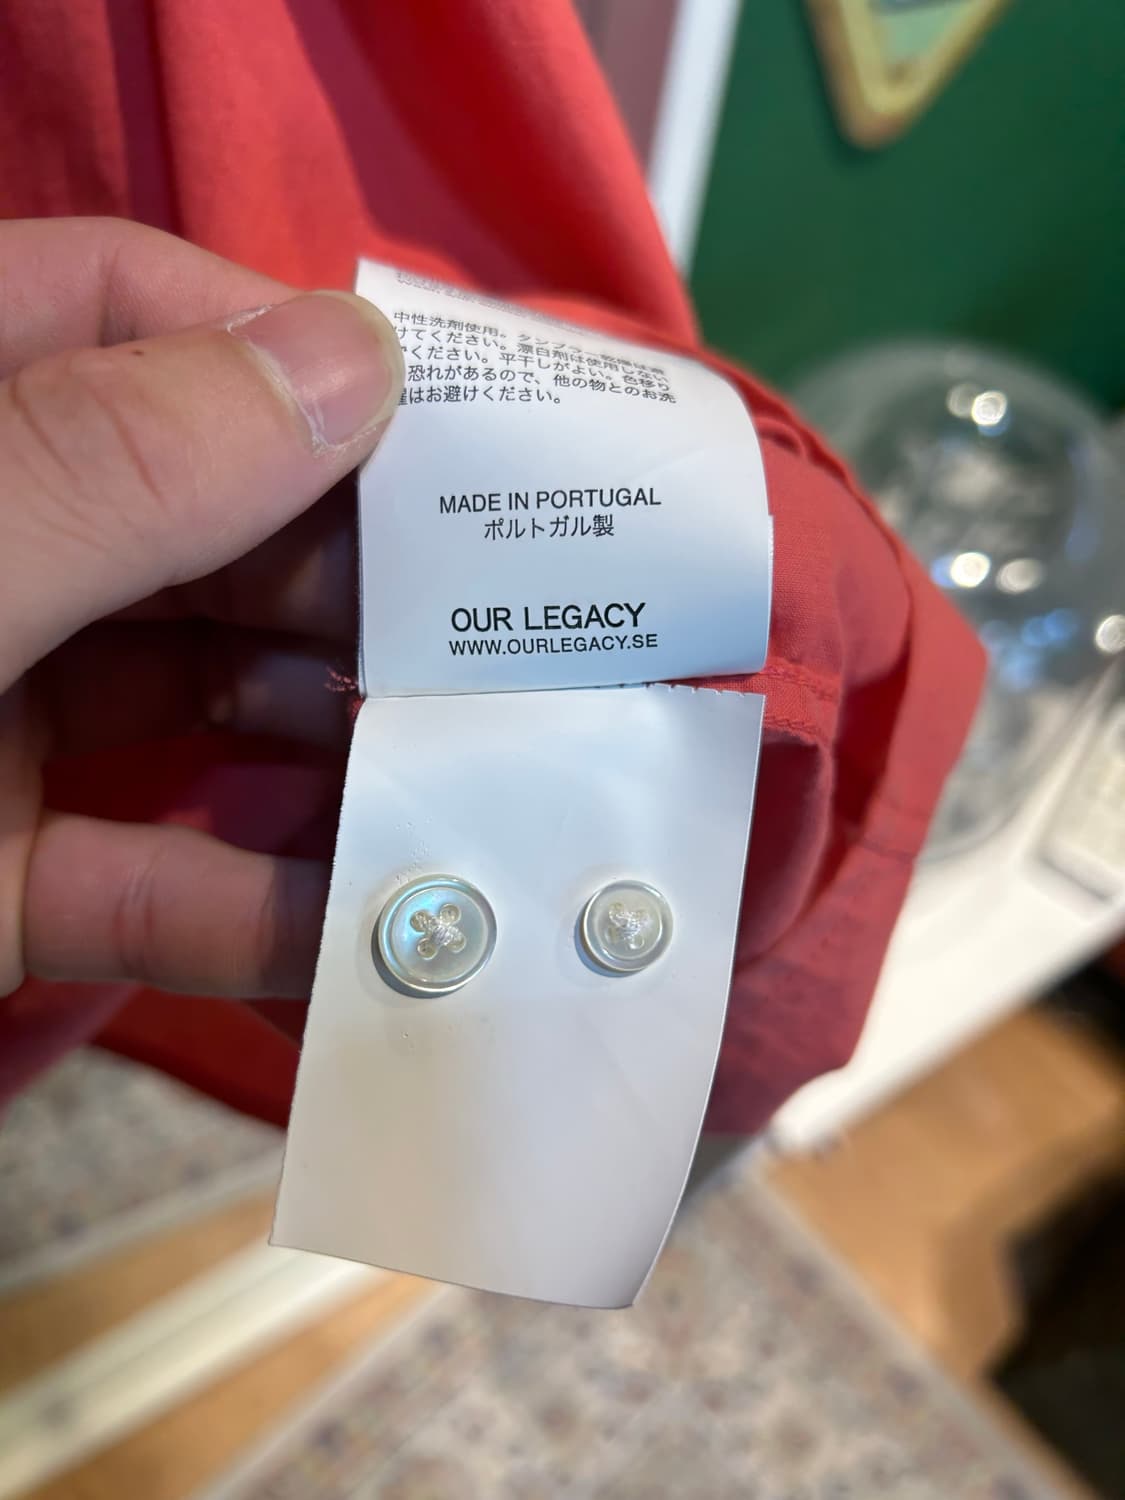 中性洗剤使用。タンブラー乾燥は避
けてください。漂白剤は使用しない
ください。平干しがよい。色移り
恐れがあるので、他の物とのお洗
濯はお避けください。
MADE IN PORTUGAL
ポルトガル製
OUR LEGACY
WWW.OURLEGACY.SE